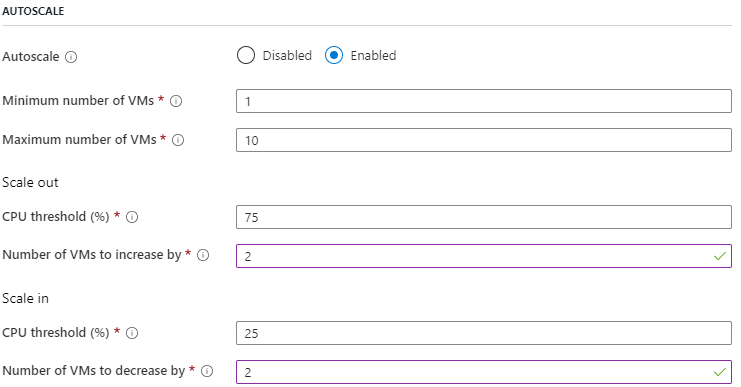 AUTOSCALE
Autoscale Disabled Enabled
Minimum number of VMs * 1
Maximum number of VMs * 10
Scale out
CPU threshold (%) * 75
Number of VMs to increase by * 2
Scale in
CPU threshold (%) * 25
Number of VMs to decrease by * 2